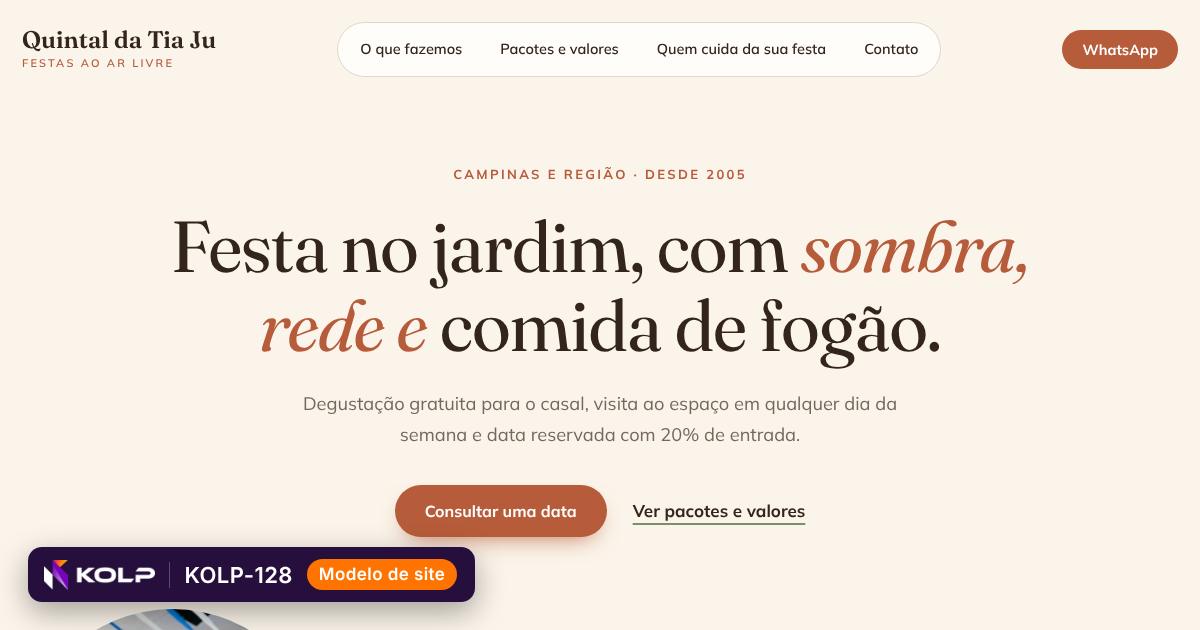 Quintal da Tia Ju
FESTAS AO AR LIVRE
O que fazemos
Pacotes e valores
Quem cuida da sua festa
Contato
WhatsApp
CAMPINAS E REGIÃO · DESDE 2005
Festa no jardim, com sombra,
rede e comida de fogão.
Degustação gratuita para o casal, visita ao espaço em qualquer dia da
semana e data reservada com 20% de entrada.
Consultar uma data
Ver pacotes e valores
KOLP
KOLP-128
Modelo de site